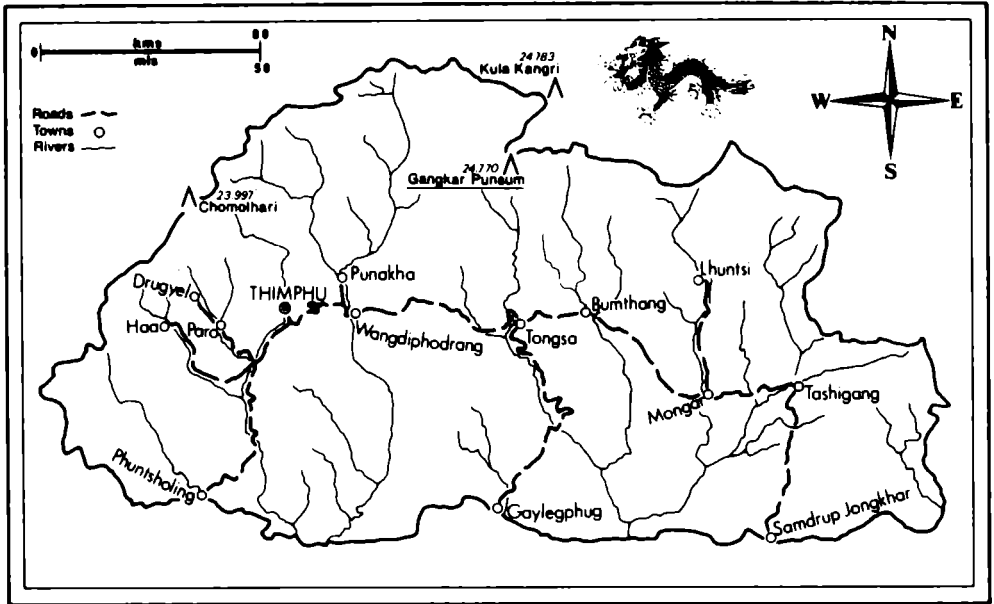 0 kms 80
mls 50
N
W E
S
Roads
Towns
Rivers
24 183
Kula Kangri
24.770
Gangkar Punsum
23.997
Chomolhari
Punakha
Lhuntsi
Drugyel
THIMPHU
Haa
Paro
Wangdiphodrang
Tongsa
Bumthang
Mongar
Tashigang
Phuntsholing
Gaylegphug
Samdrup Jongkhar